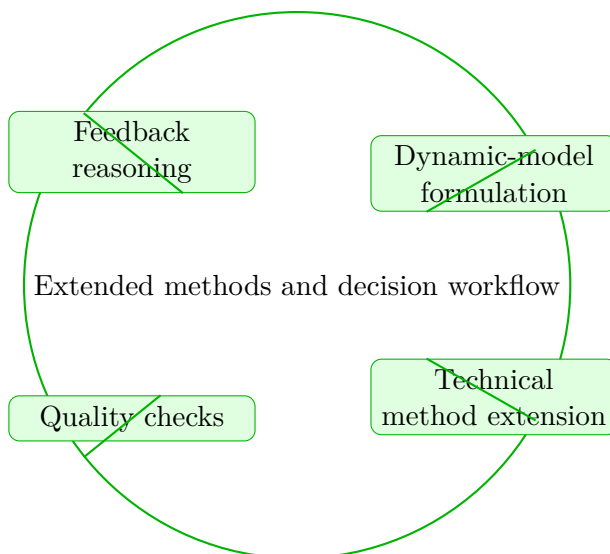 Feedback
reasoning
Dynamic-model
formulation
Extended methods and decision workflow
Quality checks
Technical
method extension